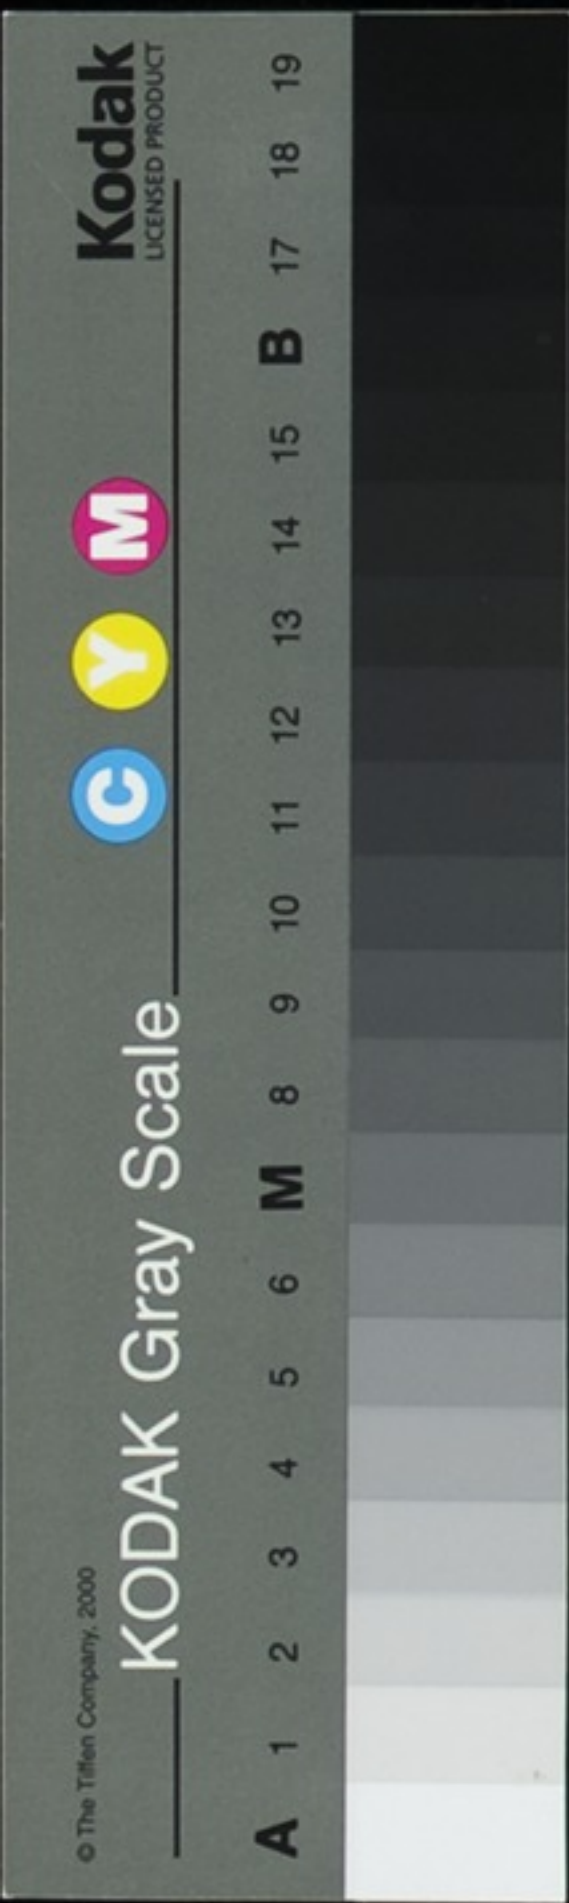 © The Tiffen Company, 2000
Kodak
LICENSED PRODUCT
KODAK Gray Scale
C Y M
A 1 2 3 4 5 6 M 8 9 10 11 12 13 14 15 B 17 18 19